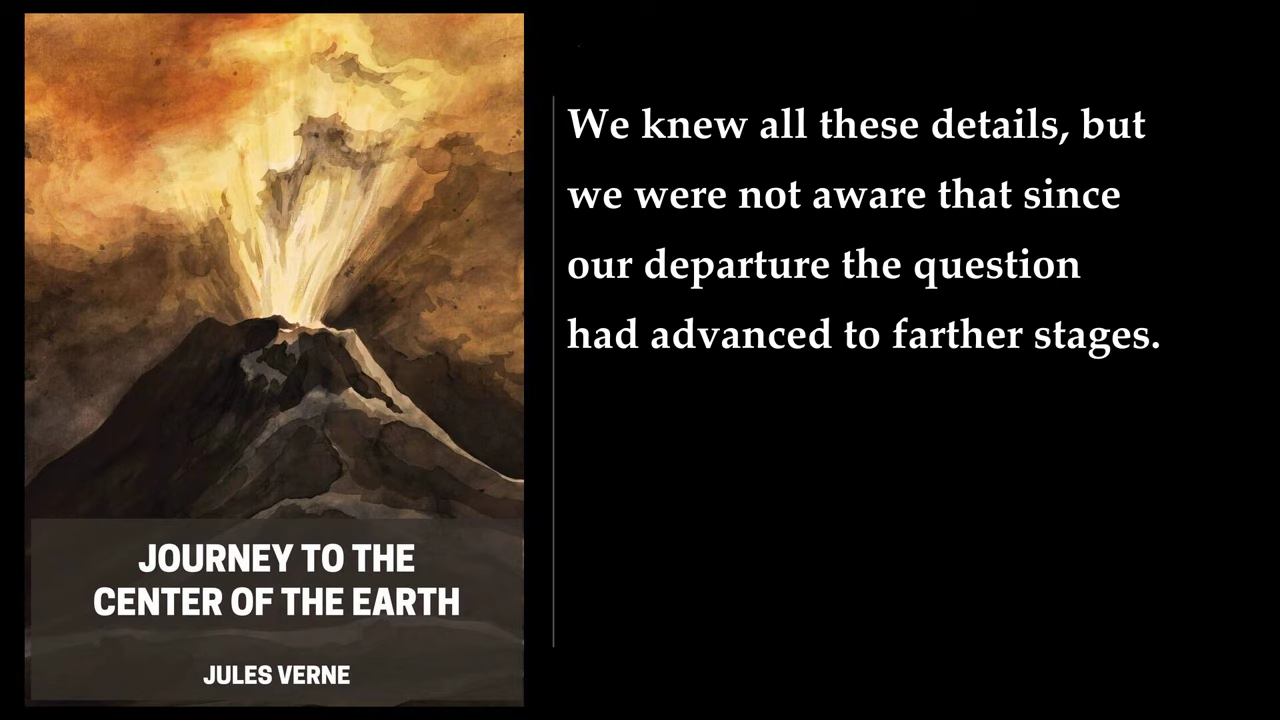 We knew all these details, but
we were not aware that since
our departure the question
had advanced to farther stages.
JOURNEY TO THE
CENTER OF THE EARTH
JULES VERNE